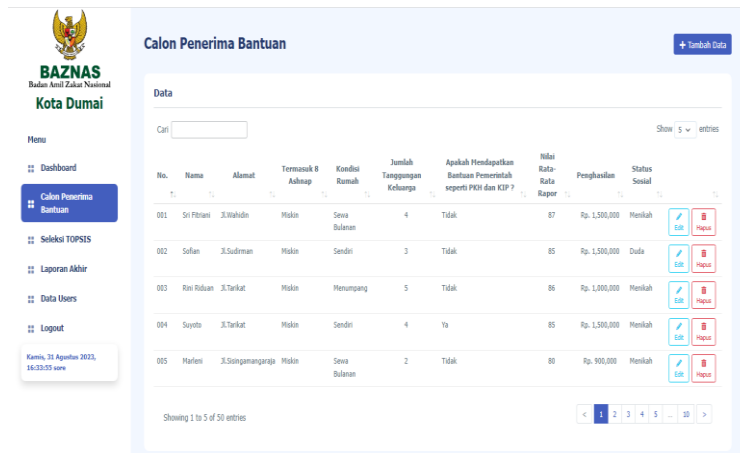 BAZNAS
Badan Amil Zakat Nasional
Kota Dumai
Menu
Dashboard
Calon Penerima
Bantuan
Seleksi TOPSIS
Laporan Akhir
Data Users
Logout
Kamis, 31 Agustus 2023,
16:33:55 sore
Calon Penerima Bantuan
+ Tambah Data
Data
Cari
Show 5 entries
No. Nama Alamat Termasuk 8 Ashnap Kondisi Rumah Jumlah Tanggungan Keluarga Apakah Mendapatkan Bantuan Pemerintah seperti PKH dan KIP ? Nilai Rata-Rata Rapor Penghasilan Status Sosial
001 Sri Fitriani Jl.Wahidin Miskin Sewa Bulanan 4 Tidak 87 Rp. 1,500,000 Menikah Edit Hapus
002 Sofian Jl.Sudirman Miskin Sendiri 3 Tidak 85 Rp. 1,500,000 Duda Edit Hapus
003 Rini Riduan Jl.Tarikat Miskin Menumpang 5 Tidak 86 Rp. 1,000,000 Menikah Edit Hapus
004 Suyoto Jl.Tarikat Miskin Sendiri 4 Ya 85 Rp. 1,500,000 Menikah Edit Hapus
005 Marleni Jl.Sisingamangaraja Miskin Sewa Bulanan 2 Tidak 80 Rp. 900,000 Menikah Edit Hapus
Showing 1 to 5 of 50 entries
< 1 2 3 4 5 ... 10 >